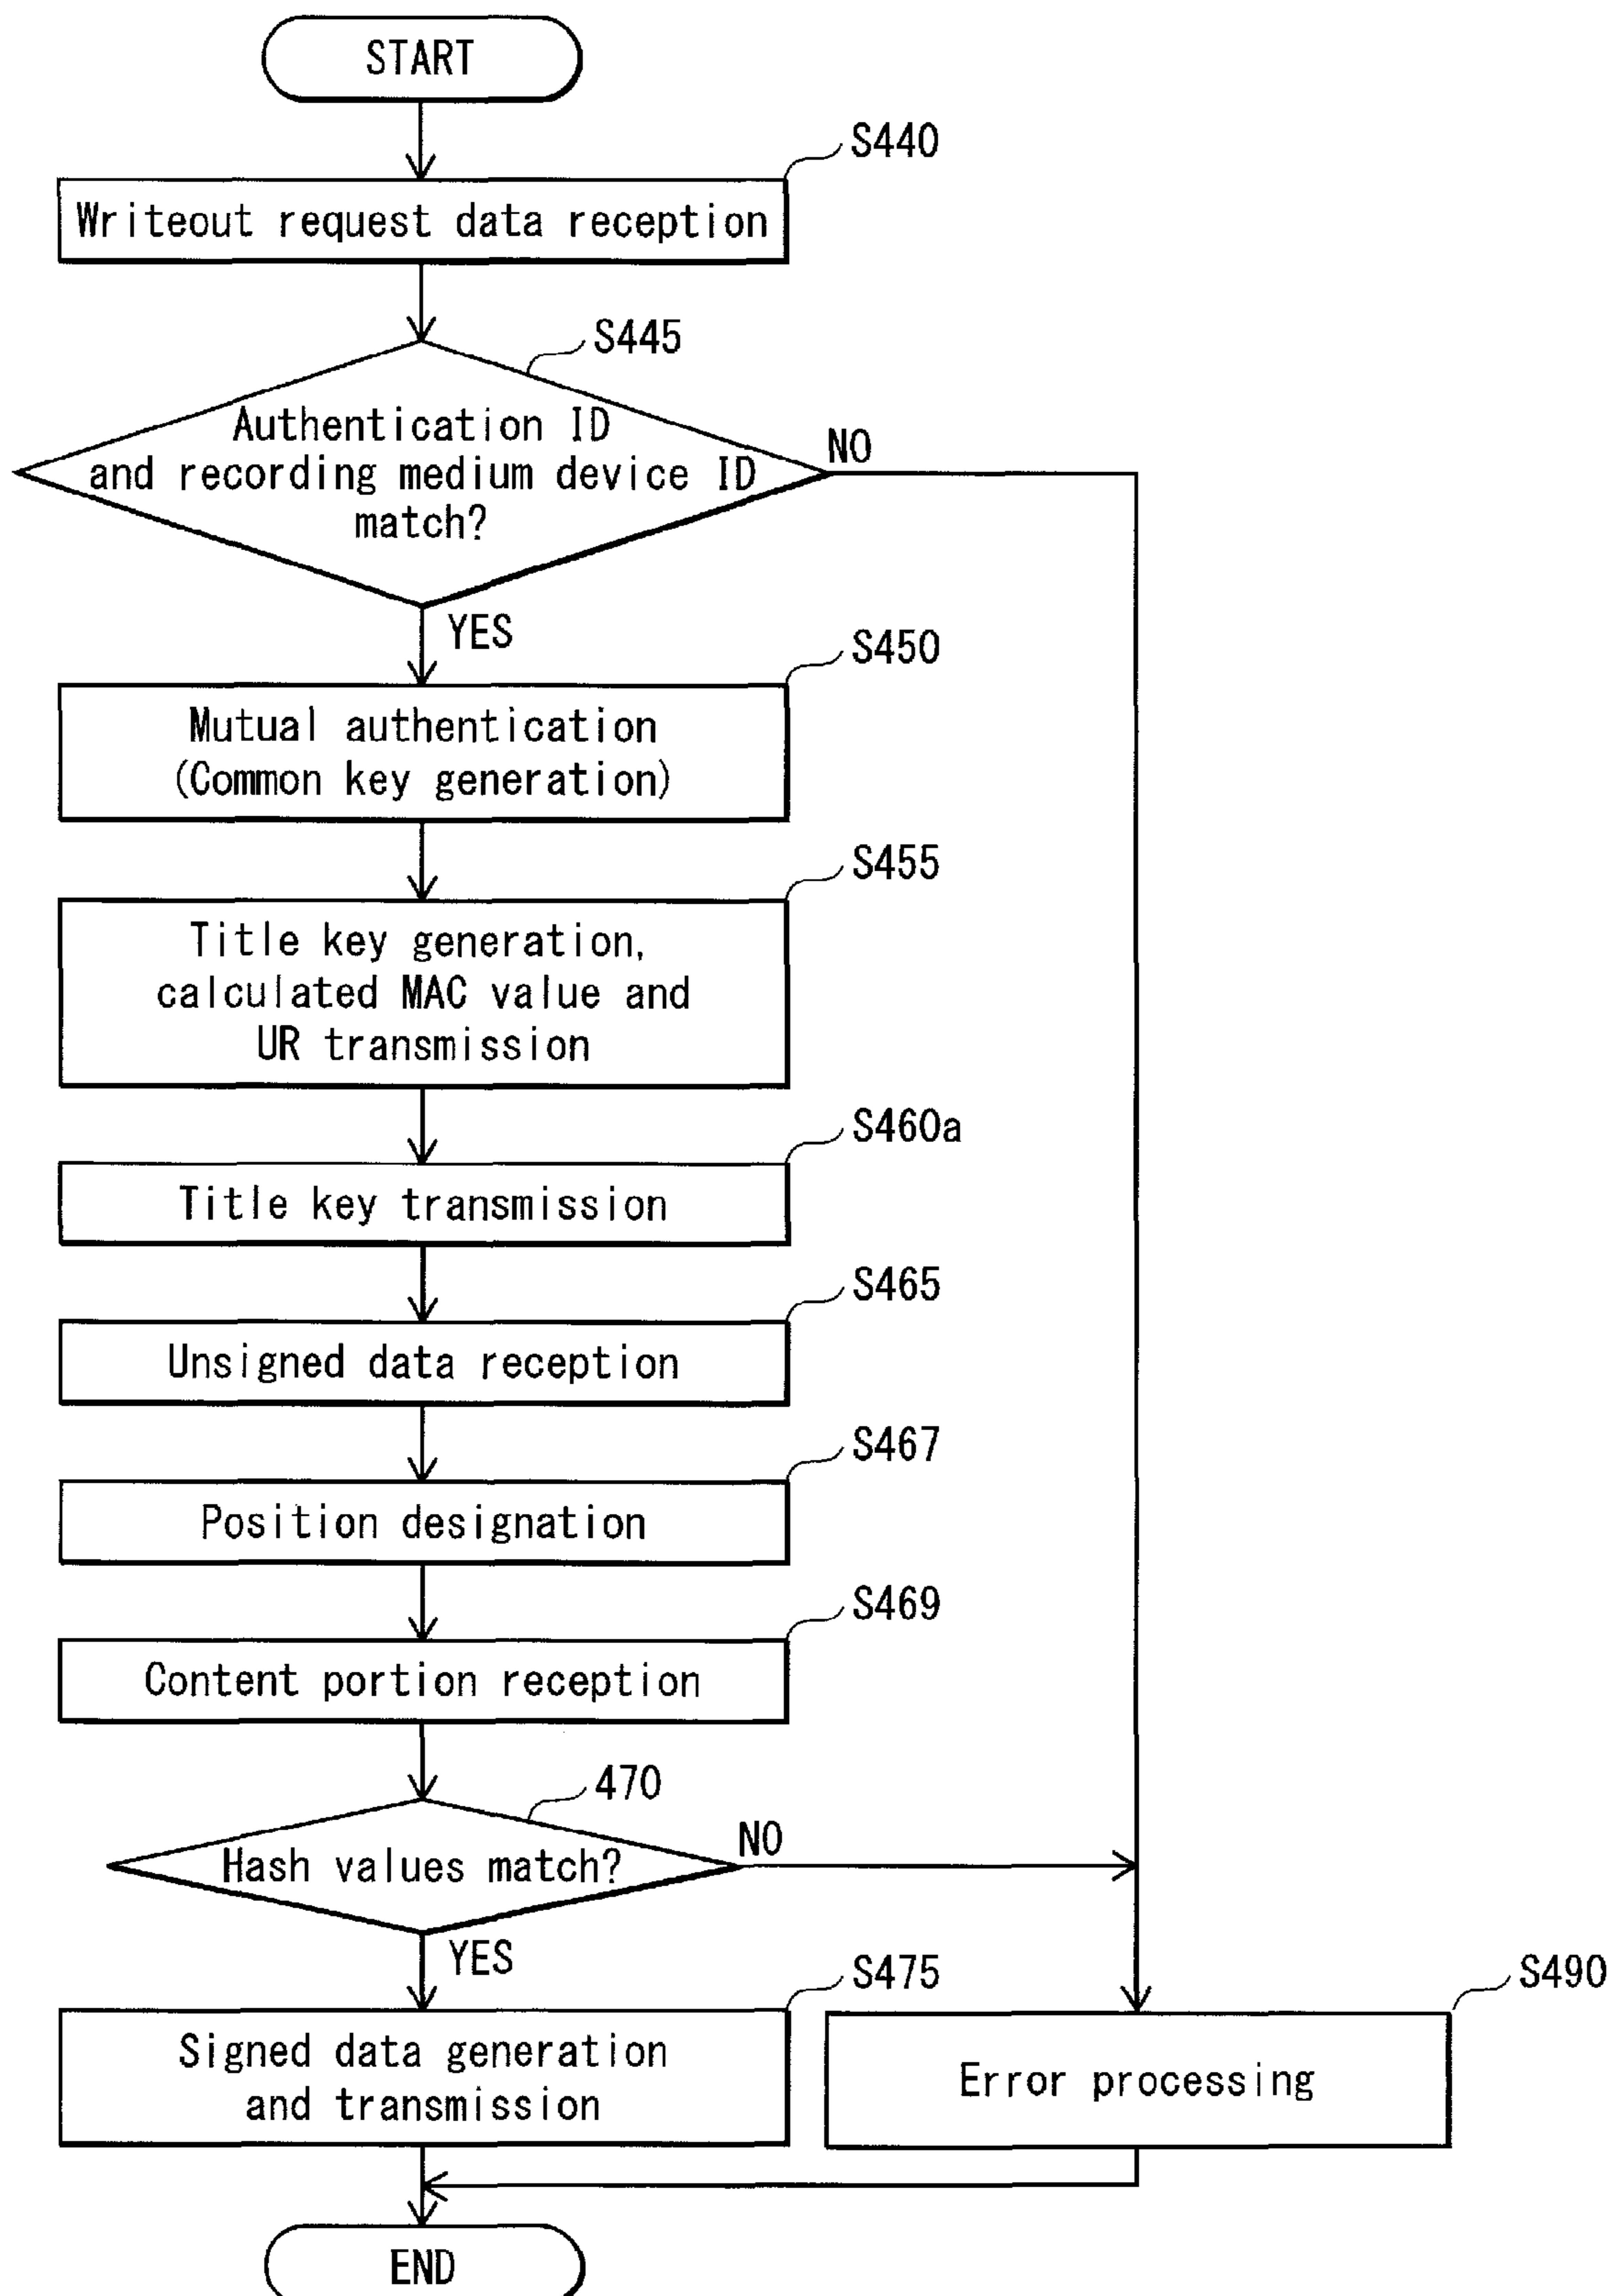 START
S440
Writeout request data reception
S445
Authentication ID
and recording medium device ID
match?
NO
YES
S450
Mutual authentication
(Common key generation)
S455
Title key generation,
calculated MAC value and
UR transmission
S460a
Title key transmission
S465
Unsigned data reception
S467
Position designation
S469
Content portion reception
470
Hash values match?
NO
YES
S475
Signed data generation
and transmission
S490
Error processing
END